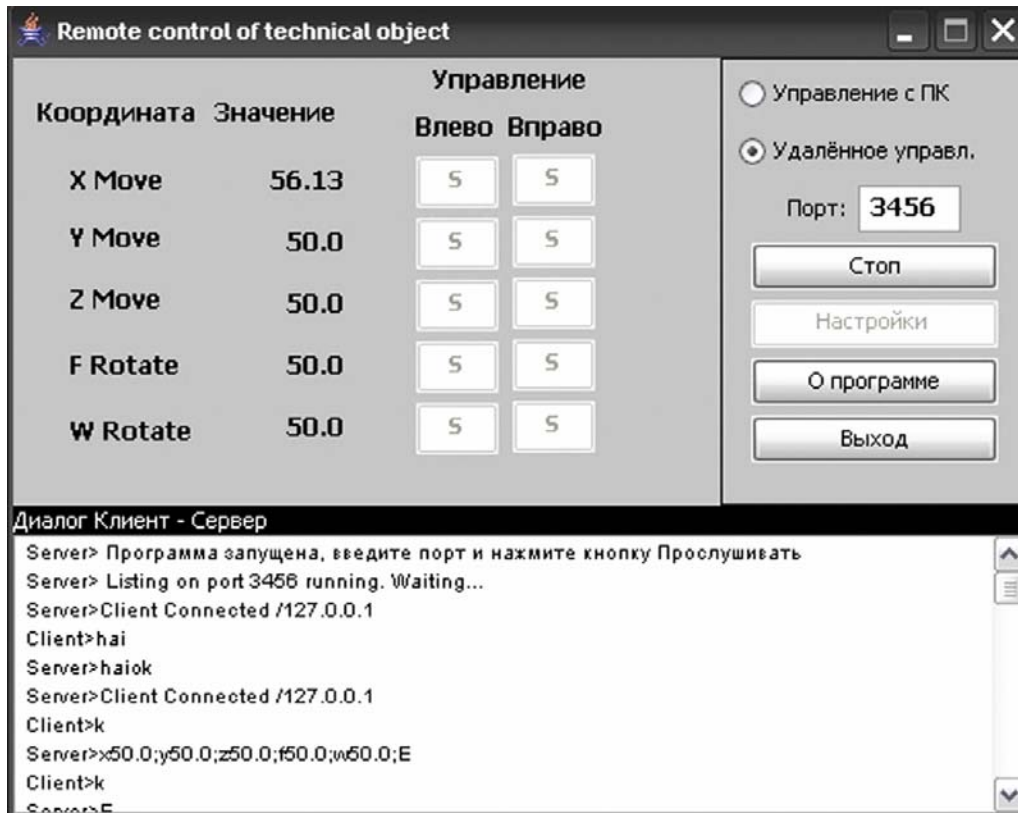 Remote control of technical object
Управление
Координата Значение
Влево Вправо
X Move 56.13 S S
Y Move 50.0 S S
Z Move 50.0 S S
F Rotate 50.0 S S
W Rotate 50.0 S S
Управление с ПК
Удалённое управл.
Порт: 3456
Стоп
Настройки
О программе
Выход
Диалог Клиент - Сервер
Server> Программа запущена, введите порт и нажмите кнопку Прослушивать
Server> Listing on port 3456 running. Waiting...
Server>Client Connected /127.0.0.1
Client>hai
Server>haiok
Server>Client Connected /127.0.0.1
Client>k
Server>x50.0;y50.0;z50.0;f50.0;w50.0;E
Client>k
Server>E